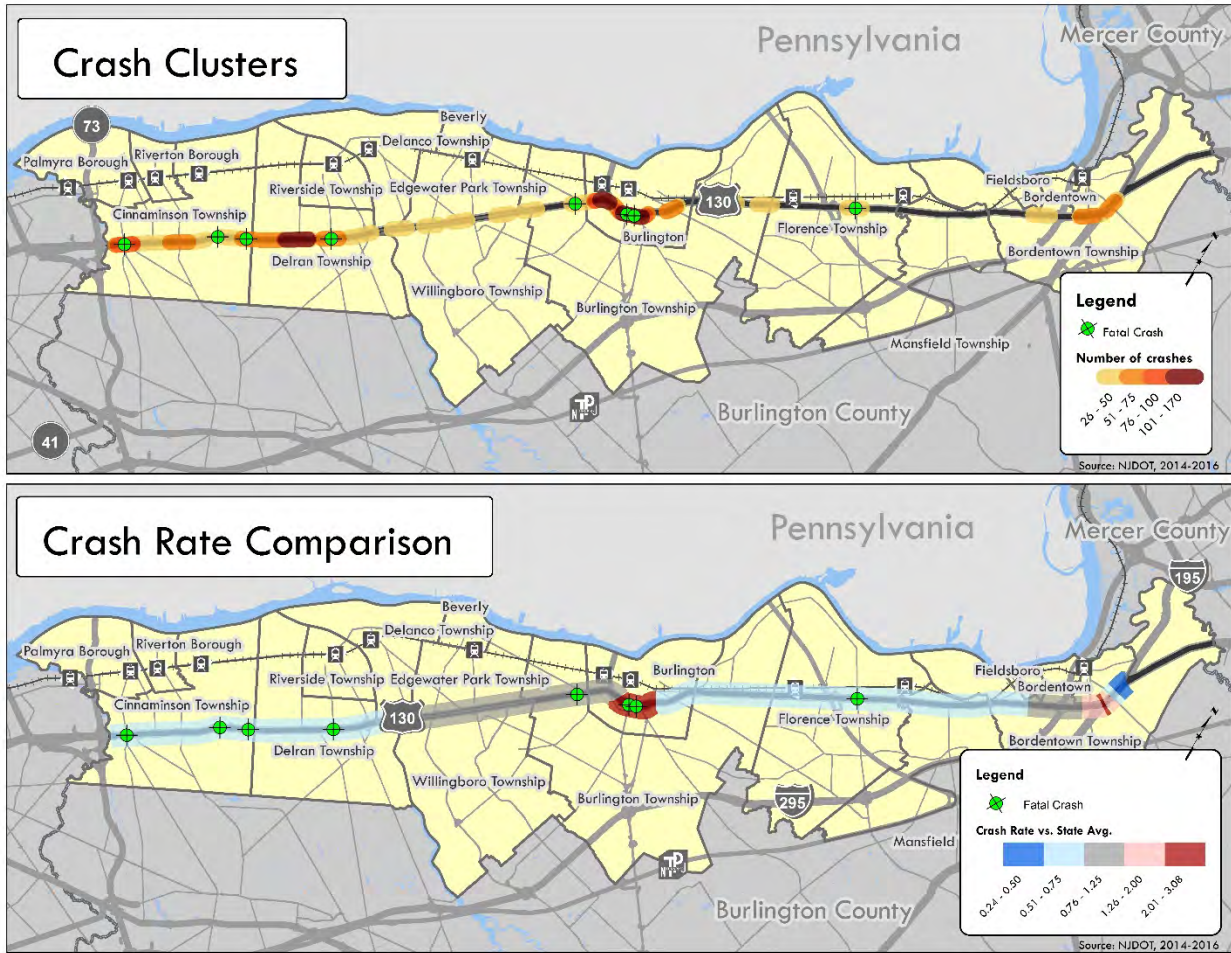 Crash Clusters
Pennsylvania
Mercer County
73
Beverly
Delanco Township
Palmyra Borough
Riverton Borough
Riverside Township
Edgewater Park Township
Fieldsboro
Bordentown
130
Cinnaminson Township
Burlington
Florence Township
Delran Township
Bordentown Township
Willingboro Township
Burlington Township
Mansfield Township
Burlington County
41
Legend
Fatal Crash
Number of crashes
26 - 50
51 - 75
76 - 100
101 - 170
Source: NJDOT, 2014-2016
Crash Rate Comparison
Pennsylvania
Mercer County
195
Beverly
Delanco Township
Palmyra Borough
Riverton Borough
Burlington
Fieldsboro
Riverside Township
Edgewater Park Township
Bordentown
Cinnaminson Township
130
Florence Township
Delran Township
Bordentown Township
Willingboro Township
Burlington Township
295
Mansfield
Burlington County
Legend
Fatal Crash
Crash Rate vs. State Avg.
0.24 - 0.50
0.51 - 0.75
0.76 - 1.25
1.26 - 2.00
2.01 - 3.08
Source: NJDOT, 2014-2016